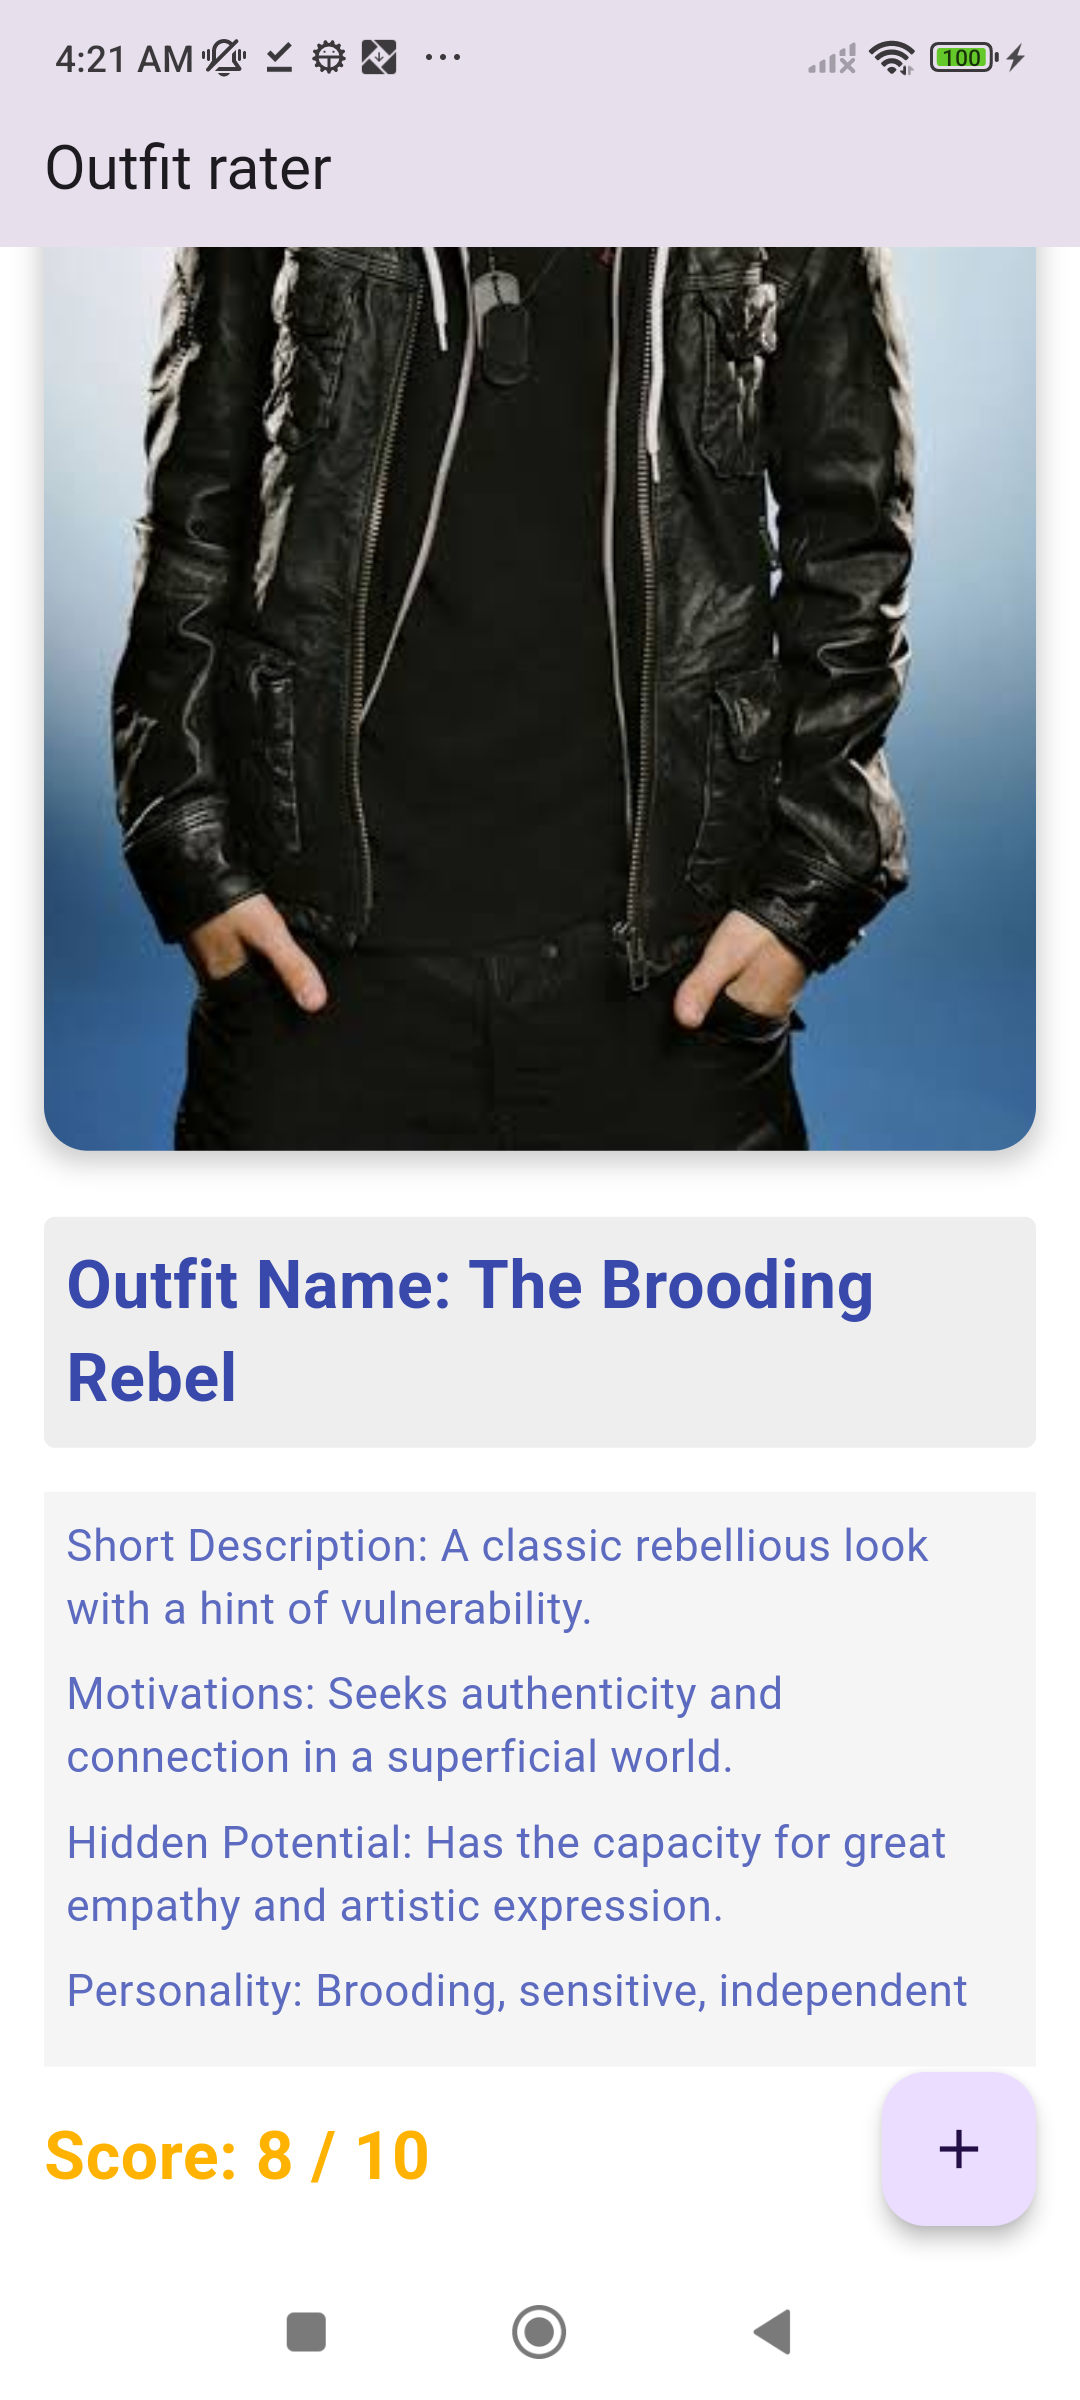 4:21 AM
100
Outfit rater
Outfit Name: The Brooding
Rebel
Short Description: A classic rebellious look
with a hint of vulnerability.
Motivations: Seeks authenticity and
connection in a superficial world.
Hidden Potential: Has the capacity for great
empathy and artistic expression.
Personality: Brooding, sensitive, independent
Score: 8 / 10